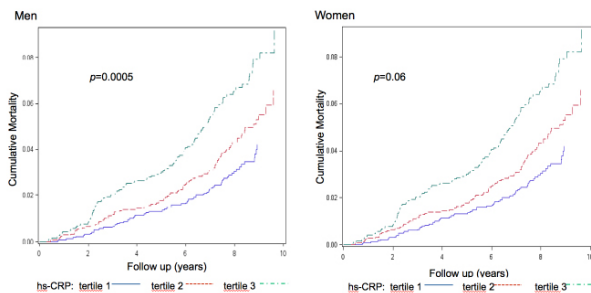 Men
Women
Cumulative Mortality
0.08
0.06
0.04
0.02
0.00
p=0.0005
0 2 4 6 8 10
Follow up (years)
hs-CRP: tertile 1 tertile 2 tertile 3
Cumulative Mortality
0.08
0.06
0.04
0.02
0.00
p=0.06
0 2 4 6 8 10
Follow up (years)
hs-CRP: tertile 1 tertile 2 tertile 3